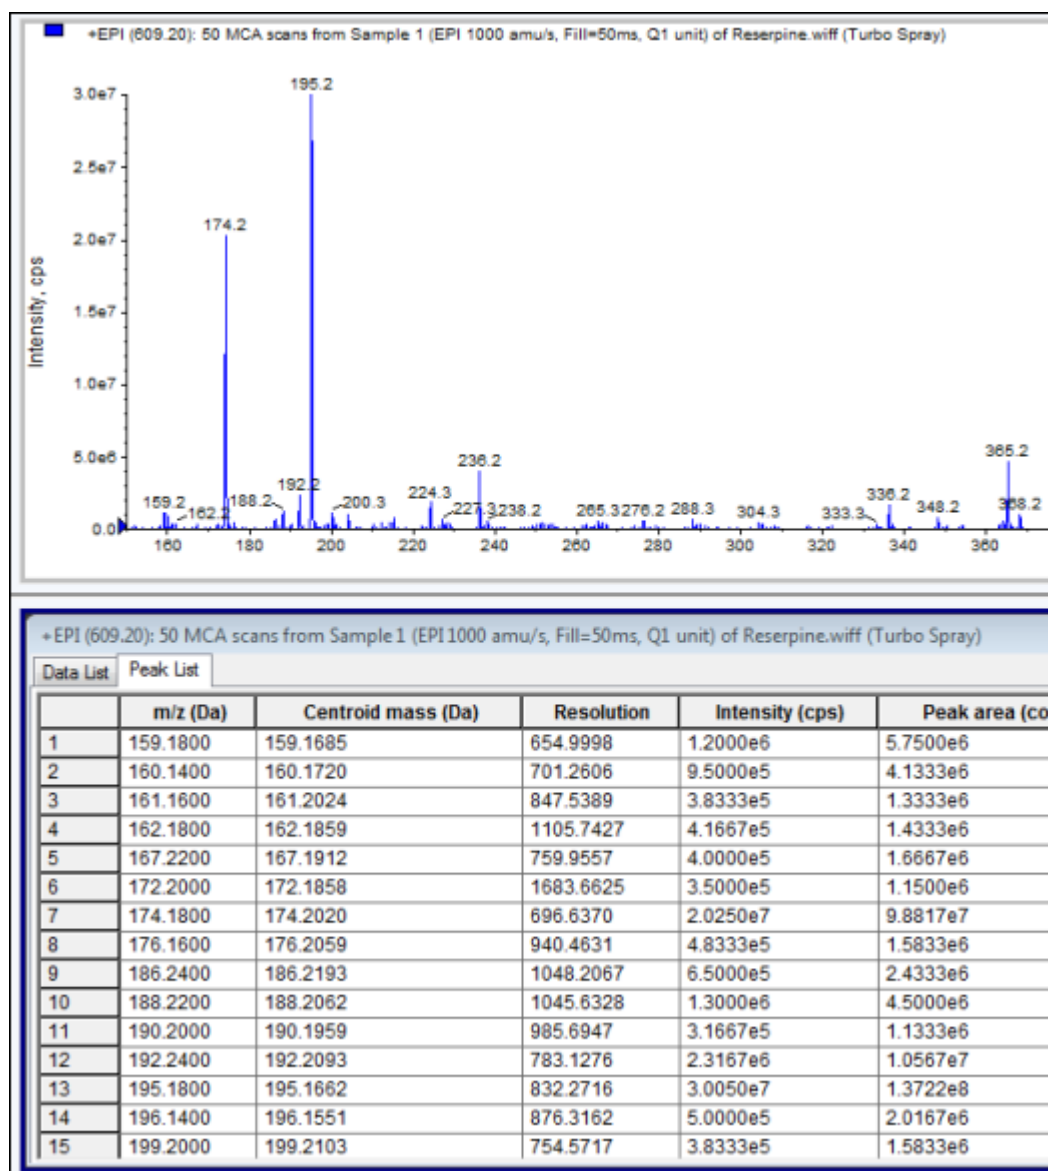 +EPI (609.20): 50 MCA scans from Sample 1 (EPI 1000 amu/s, Fill=50ms, Q1 unit) of Reserpine.wiff (Turbo Spray)
195.2
3.0e7
2.5e7
174.2
2.0e7
Intensity, cps
1.5e7
1.0e7
5.0e6
236.2
365.2
192.2
224.3
336.2
159.2
162.2
188.2
200.3
227.3
238.2
265.3
276.2
288.3
304.3
333.3
348.2
368.2
0.0
160 180 200 220 240 260 280 300 320 340 360
+EPI (609.20): 50 MCA scans from Sample 1 (EPI 1000 amu/s, Fill=50ms, Q1 unit) of Reserpine.wiff (Turbo Spray)
Data List Peak List
m/z (Da) Centroid mass (Da) Resolution Intensity (cps) Peak area (co
1 159.1800 159.1685 654.9998 1.2000e6 5.7500e6
2 160.1400 160.1720 701.2606 9.5000e5 4.1333e6
3 161.1600 161.2024 847.5389 3.8333e5 1.3333e6
4 162.1800 162.1859 1105.7427 4.1667e5 1.4333e6
5 167.2200 167.1912 759.9557 4.0000e5 1.6667e6
6 172.2000 172.1858 1683.6625 3.5000e5 1.1500e6
7 174.1800 174.2020 696.6370 2.0250e7 9.8817e7
8 176.1600 176.2059 940.4631 4.8333e5 1.5833e6
9 186.2400 186.2193 1048.2067 6.5000e5 2.4333e6
10 188.2200 188.2062 1045.6328 1.3000e6 4.5000e6
11 190.2000 190.1959 985.6947 3.1667e5 1.1333e6
12 192.2400 192.2093 783.1276 2.3167e6 1.0567e7
13 195.1800 195.1662 832.2716 3.0050e7 1.3722e8
14 196.1400 196.1551 876.3162 5.0000e5 2.0167e6
15 199.2000 199.2103 754.5717 3.8333e5 1.5833e6